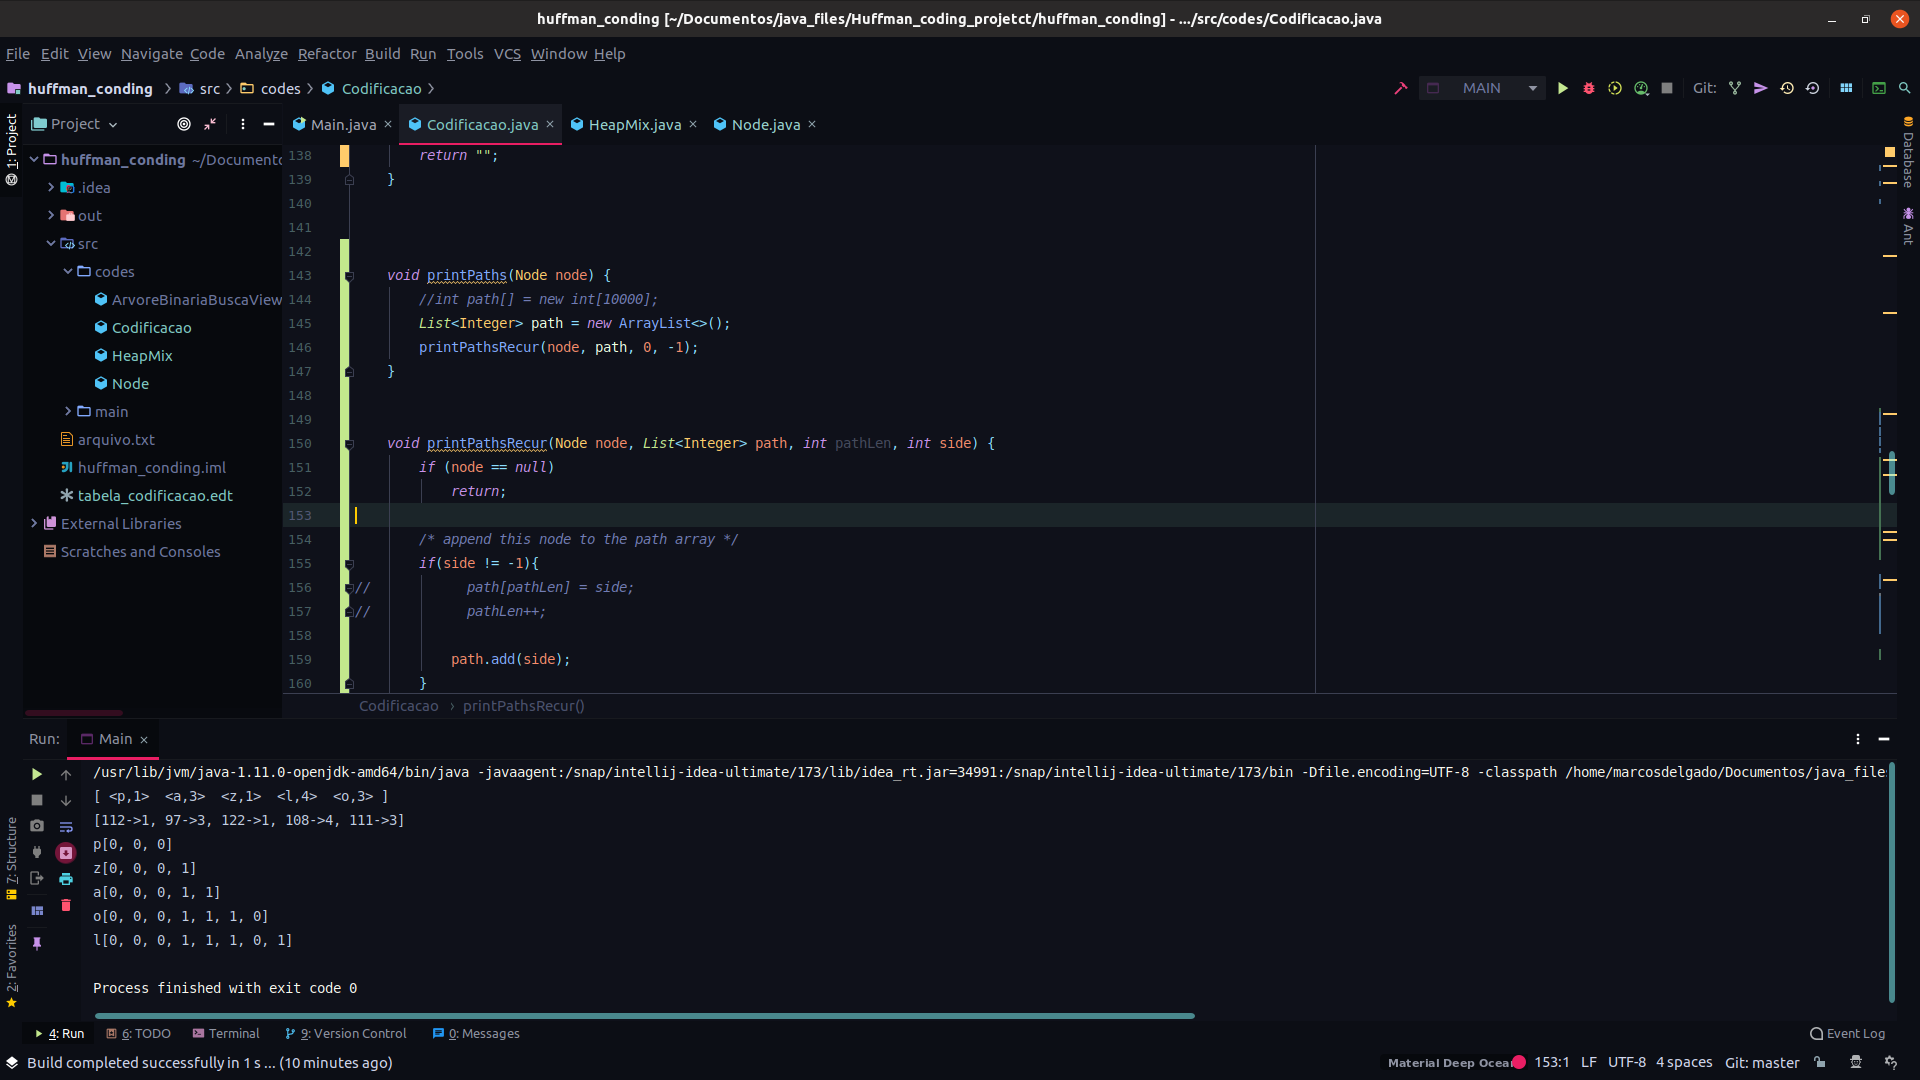 huffman_conding [~/Documentos/java_files/Huffman_coding_projetct/huffman_conding] - .../src/codes/Codificacao.java
File Edit View Navigate Code Analyze Refactor Build Run Tools VCS Window Help
huffman_conding src codes Codificacao
MAIN Git:
Project
Main.java Codificacao.java HeapMix.java Node.java
1: Project
7: Structure
2: Favorites
Database
Ant
huffman_conding ~/Documento
.idea
out
src
codes
ArvoreBinariaBuscaView
Codificacao
HeapMix
Node
main
arquivo.txt
huffman_conding.iml
tabela_codificacao.edt
External Libraries
Scratches and Consoles
138 return "";
139 }
140
141
142
143 void printPaths(Node node) {
144 //int path[] = new int[10000];
145 List<Integer> path = new ArrayList<>();
146 printPathsRecur(node, path, 0, -1);
147 }
148
149
150 void printPathsRecur(Node node, List<Integer> path, int pathLen, int side) {
151 if (node == null)
152 return;
153
154 /* append this node to the path array */
155 if(side != -1){
156 // path[pathLen] = side;
157 // pathLen++;
158
159 path.add(side);
160 }
Codificacao printPathsRecur()
Run: Main
/usr/lib/jvm/java-1.11.0-openjdk-amd64/bin/java -javaagent:/snap/intellij-idea-ultimate/173/lib/idea_rt.jar=34991:/snap/intellij-idea-ultimate/173/bin -Dfile.encoding=UTF-8 -classpath /home/marcosdelgado/Documentos/java_file
[ <p,1>  <a,3>  <z,1>  <l,4>  <o,3> ]
[112->1, 97->3, 122->1, 108->4, 111->3]
p[0, 0, 0]
z[0, 0, 0, 1]
a[0, 0, 0, 1, 1]
o[0, 0, 0, 1, 1, 1, 0]
l[0, 0, 0, 1, 1, 1, 0, 1]
Process finished with exit code 0
4: Run 6: TODO Terminal 9: Version Control 0: Messages Event Log
Build completed successfully in 1 s ... (10 minutes ago) Material Deep Ocea 153:1 LF UTF-8 4 spaces Git: master